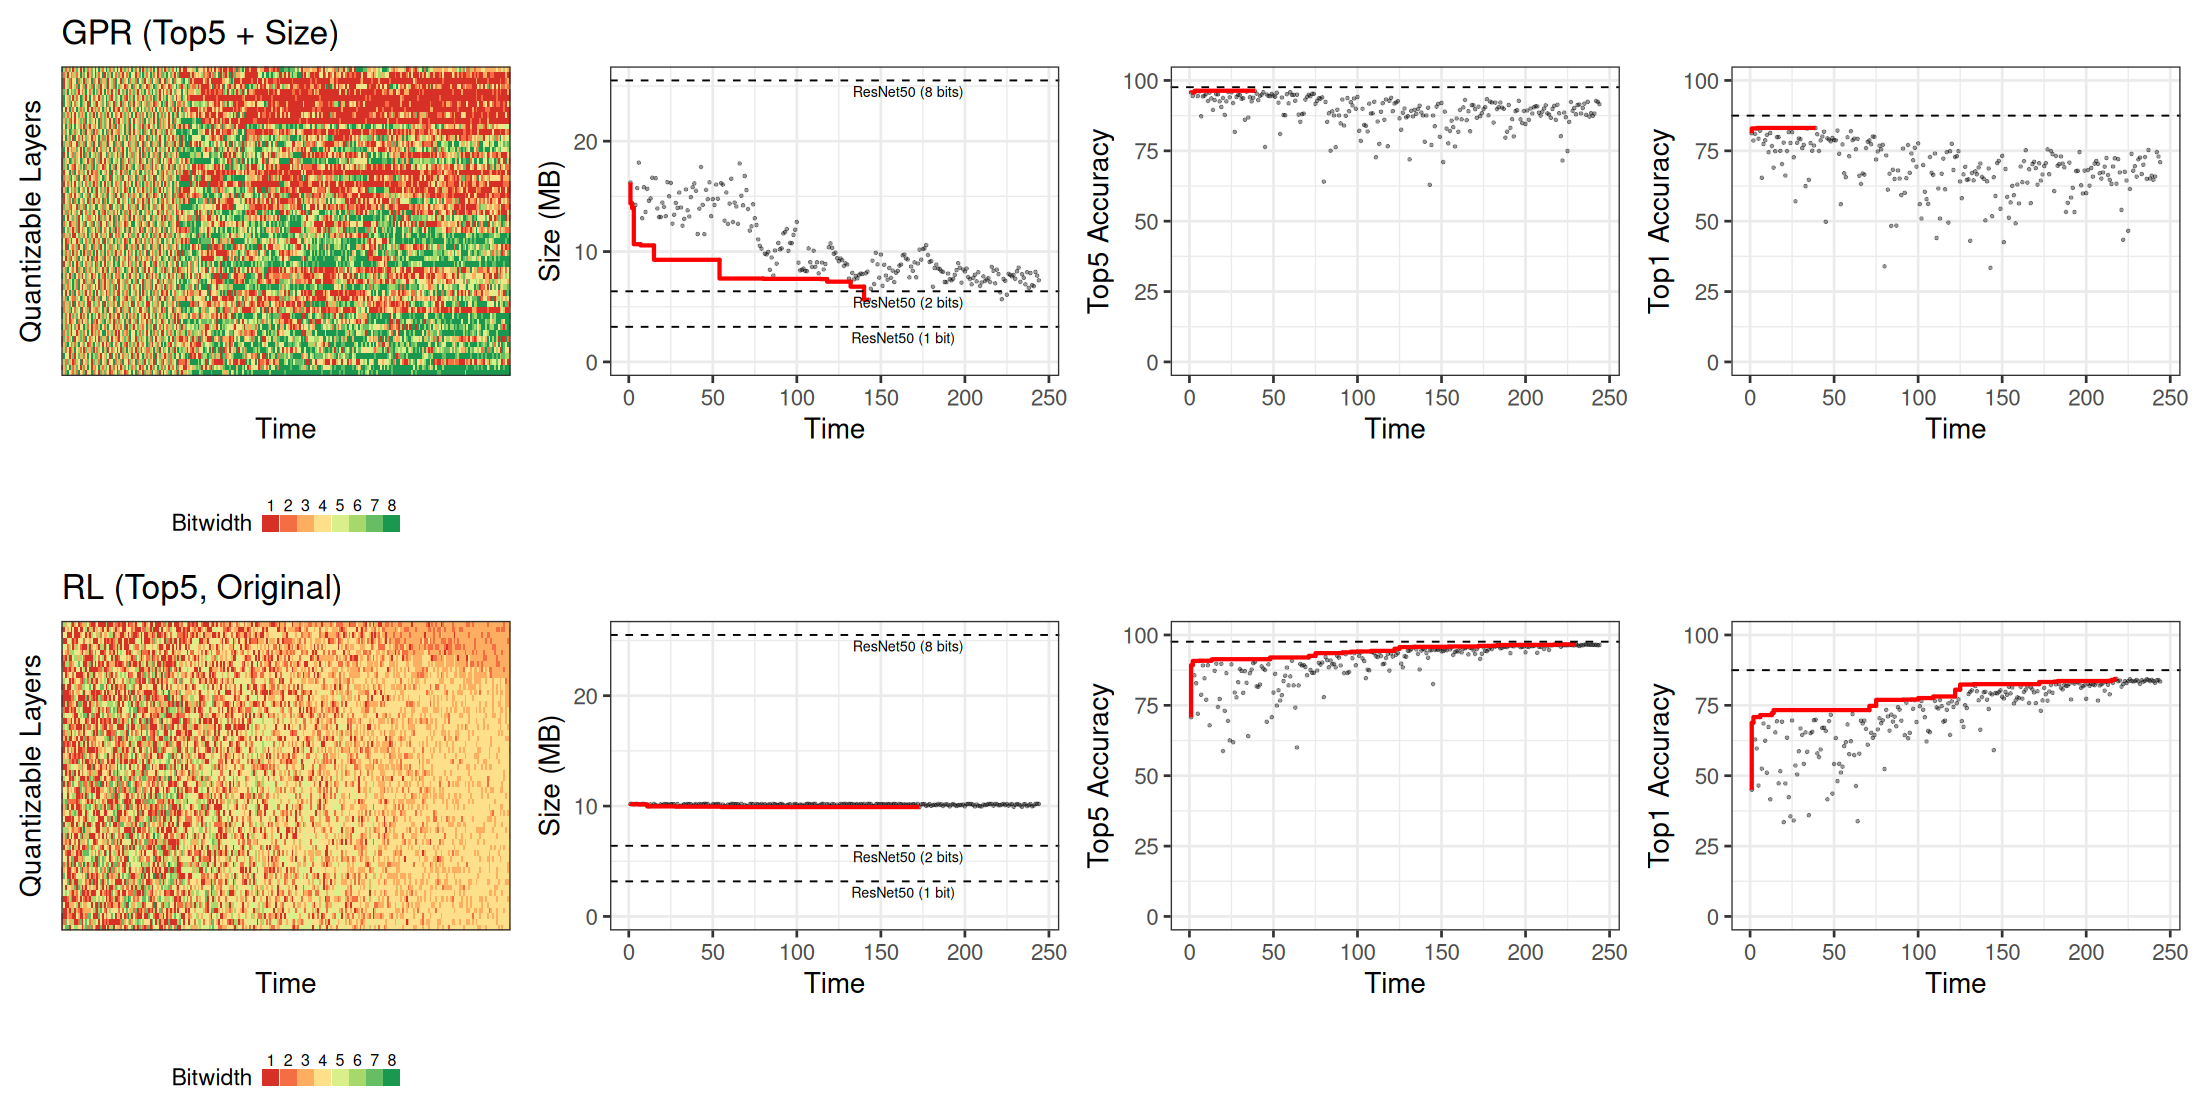 GPR (Top5 + Size)
Quantizable Layers
Time
Bitwidth
1 2 3 4 5 6 7 8
Size (MB)
20
10
0
ResNet50 (8 bits)
ResNet50 (2 bits)
ResNet50 (1 bit)
0 50 100 150 200 250
Time
Top5 Accuracy
100
75
50
25
0
0 50 100 150 200 250
Time
Top1 Accuracy
100
75
50
25
0
0 50 100 150 200 250
Time
RL (Top5, Original)
Quantizable Layers
Time
Bitwidth
1 2 3 4 5 6 7 8
Size (MB)
20
10
0
ResNet50 (8 bits)
ResNet50 (2 bits)
ResNet50 (1 bit)
0 50 100 150 200 250
Time
Top5 Accuracy
100
75
50
25
0
0 50 100 150 200 250
Time
Top1 Accuracy
100
75
50
25
0
0 50 100 150 200 250
Time